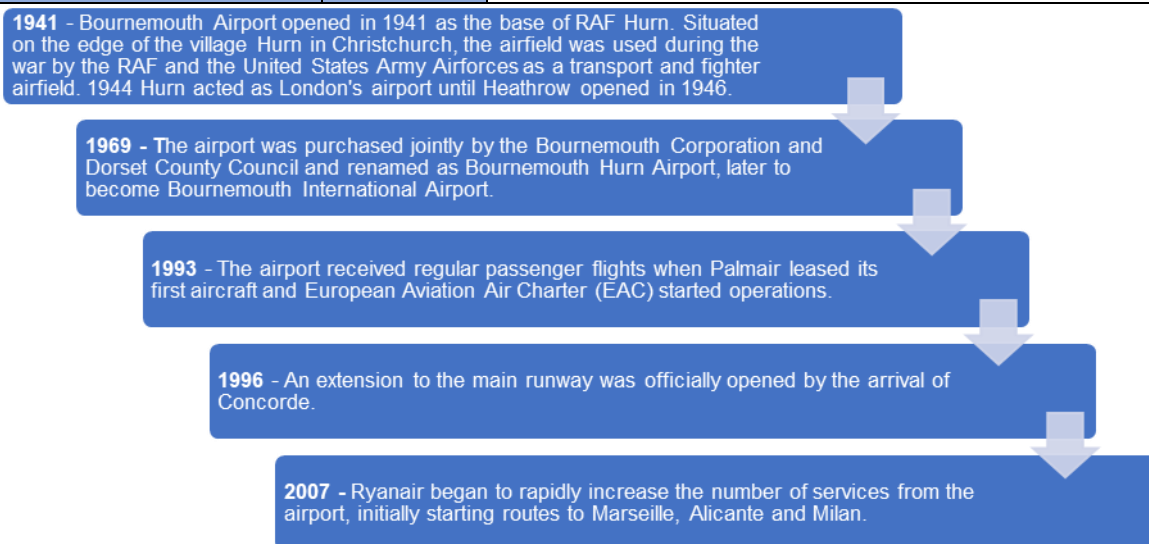 1941 - Bournemouth Airport opened in 1941 as the base of RAF Hurn. Situated
on the edge of the village Hurn in Christchurch, the airfield was used during the
war by the RAF and the United States Army Airforces as a transport and fighter
airfield. 1944 Hurn acted as London's airport until Heathrow opened in 1946.
1969 - The airport was purchased jointly by the Bournemouth Corporation and
Dorset County Council and renamed as Bournemouth Hurn Airport, later to
become Bournemouth International Airport.
1993 - The airport received regular passenger flights when Palmair leased its
first aircraft and European Aviation Air Charter (EAC) started operations.
1996 - An extension to the main runway was officially opened by the arrival of
Concorde.
2007 - Ryanair began to rapidly increase the number of services from the
airport, initially starting routes to Marseille, Alicante and Milan.